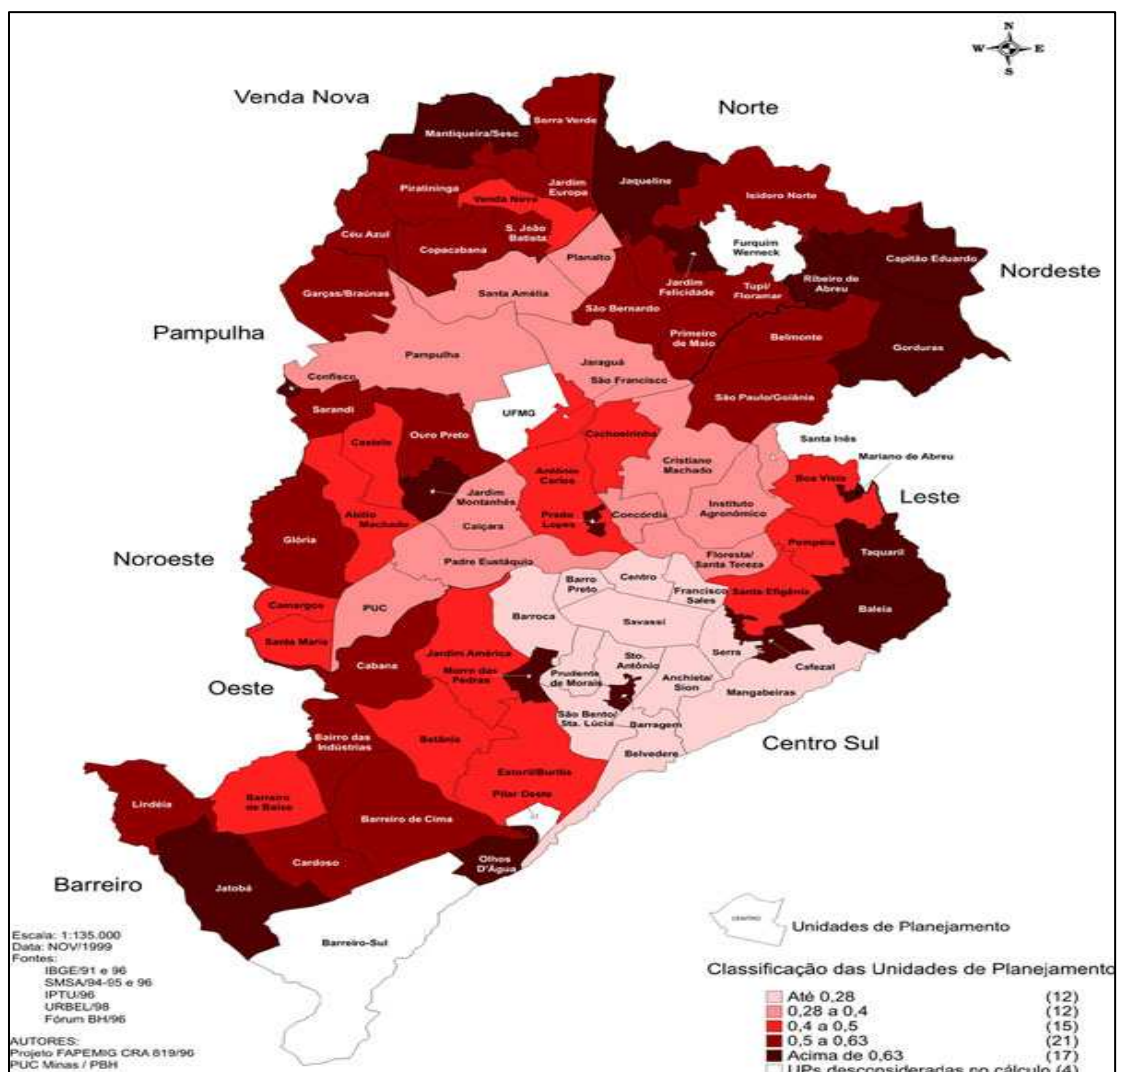 N
W E
S
Venda Nova
Norte
Mantiqueira/Sesc
Serra Verde
Jaqueline
Piratininga
Jardim
Europa
Isidoro Norte
Venda Nova
Céu Azul
Copacabana
S. João
Batista
Planalto
Furquim
Werneck
Capitão Eduardo
Nordeste
Jardim
Felicidade
Tupi/
Floramar
Ribeiro de
Abreu
Garças/Braúnas
Santa Amélia
São Bernardo
Pampulha
Primeiro
de Maio
Belmonte
Gorduras
Pampulha
Jaraguá
Confisco
São Francisco
Sarandi
UFMG
São Paulo/Goiânia
Castelo
Ouro Preto
Cachoeirinha
Santa Inês
Mariano de Abreu
Antônio
Carlos
Cristiano
Machado
Boa Vista
Leste
Jardim
Montanhês
Abílio
Machado
Caiçara
Prado
Lopes
Concórdia
Instituto
Agronômico
Glória
Noroeste
Padre Eustáquio
Floresta/
Santa Tereza
Pompéia
Taquaril
Barro
Preto
Centro
Francisco
Sales
Santa Efigênia
Camargos
PUC
Barroca
Savassi
Baleia
Santa Maria
Jardim América
Serra
Cabana
Morro das
Pedras
Prudente
de Morais
Sto.
Antônio
Anchieta/
Sion
Cafezal
Oeste
Mangabeiras
São Bento/
Sta. Lúcia
Barragem
Bairro das
Indústrias
Betânia
Belvedere
Centro Sul
Estoril/Buritis
Pilar Oeste
Lindéia
Barreiro
de Baixo
Barreiro de Cima
Cardoso
Olhos
D'Água
Barreiro
Jatobá
Barreiro-Sul
CENTRO
Unidades de Planejamento
Escala: 1:135.000
Data: NOV/1999
Fontes:
IBGE/91 e 96
SMSA/94-95 e 96
IPTU/96
URBEL/98
Fórum BH/96
AUTORES:
Projeto FAPEMIG CRA 819/96
PUC Minas / PBH
Classificação das Unidades de Planejamento
Até 0,28 (12)
0,28 a 0,4 (12)
0,4 a 0,5 (15)
0,5 a 0,63 (21)
Acima de 0,63 (17)
UPs desconsideradas no cálculo (4)